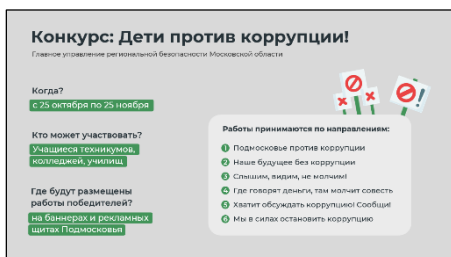 Конкурс: Дети против коррупции!
Главное управление региональной безопасности Московской области
Когда?
с 25 октября по 25 ноября
Кто может участвовать?
Учащиеся техникумов,
колледжей, училищ
Где будут размещены
работы победителей?
на баннерах и рекламных
щитах Подмосковья
Работы принимаются по направлениям:
1 Подмосковье против коррупции
2 Наше будущее без коррупции
3 Слышим, видим, не молчим!
4 Где говорят деньги, там молчит совесть
5 Хватит обсуждать коррупцию! Сообщи!
6 Мы в силах остановить коррупцию